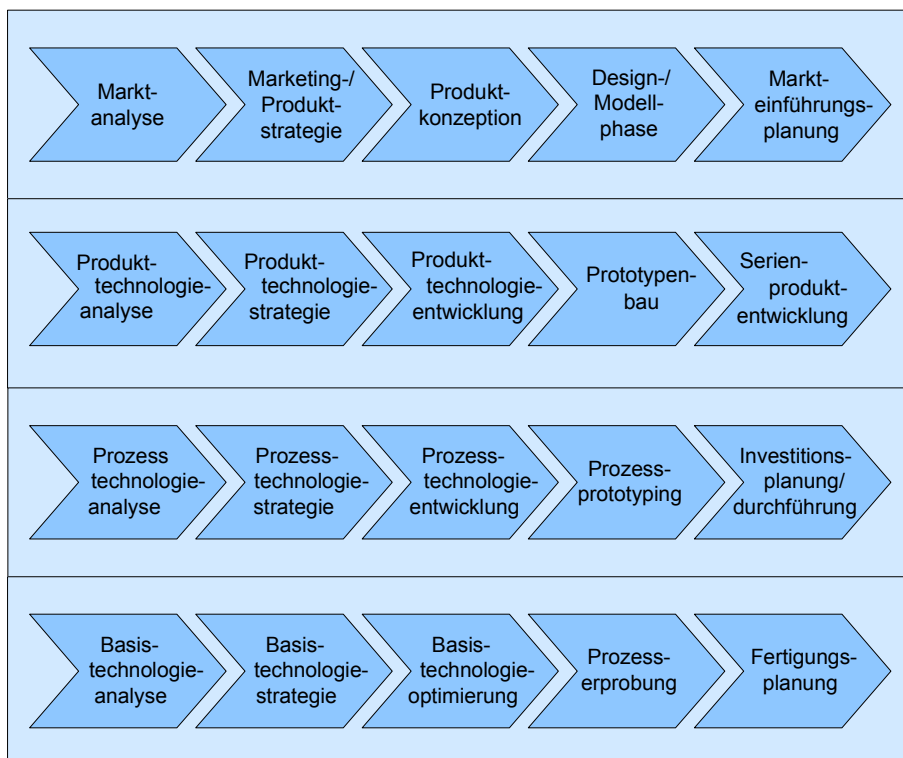 Markt-
analyse
Marketing-/
Produkt-
strategie
Produkt-
konzeption
Design-/
Modell-
phase
Markt-
einführungs-
planung
Produkt-
technologie-
analyse
Produkt-
technologie-
strategie
Produkt-
technologie-
entwicklung
Prototypen-
bau
Serien-
produkt-
entwicklung
Prozess
technologie-
analyse
Prozess-
technologie-
strategie
Prozess-
technologie-
entwicklung
Prozess-
prototyping
Investitions-
planung/
durchführung
Basis-
technologie-
analyse
Basis-
technologie-
strategie
Basis-
technologie-
optimierung
Prozess-
erprobung
Fertigungs-
planung